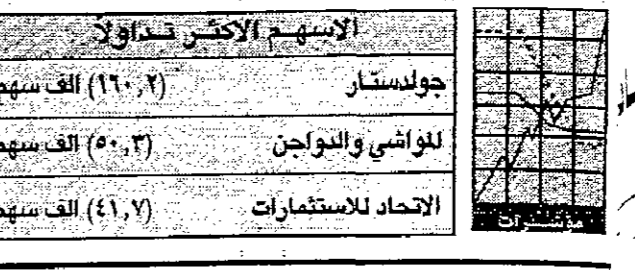 الاسهم الاكثر تداولاً
جولدستار (١٦٠,٢) الف سهم
للواشي والدواجن (٥٠,٣) الف سهم
الاتحاد للاستثمارات (٤١,٧) الف سهم
مؤشرات